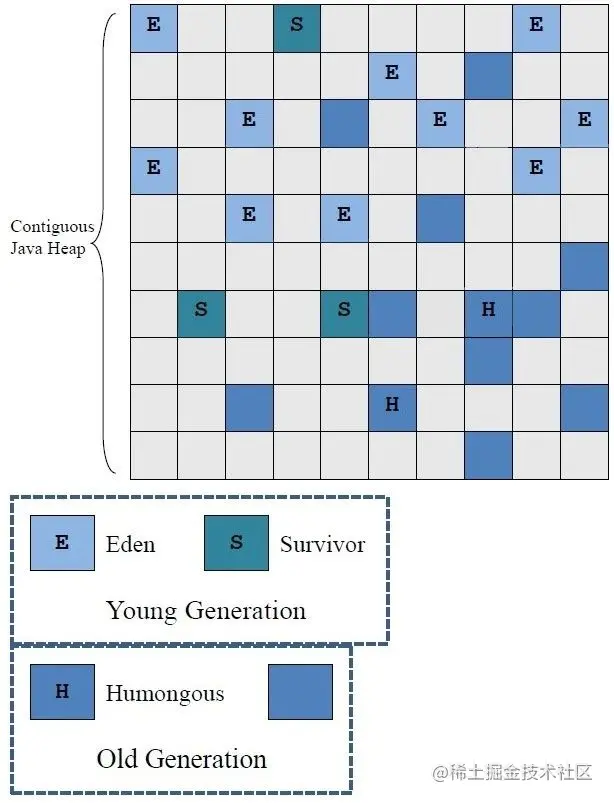 E S E
E
E E E
E E
Contiguous
Java Heap
E E
S S H
H
E Eden S Survivor
Young Generation
H Humongous
Old Generation
@稀土掘金技术社区